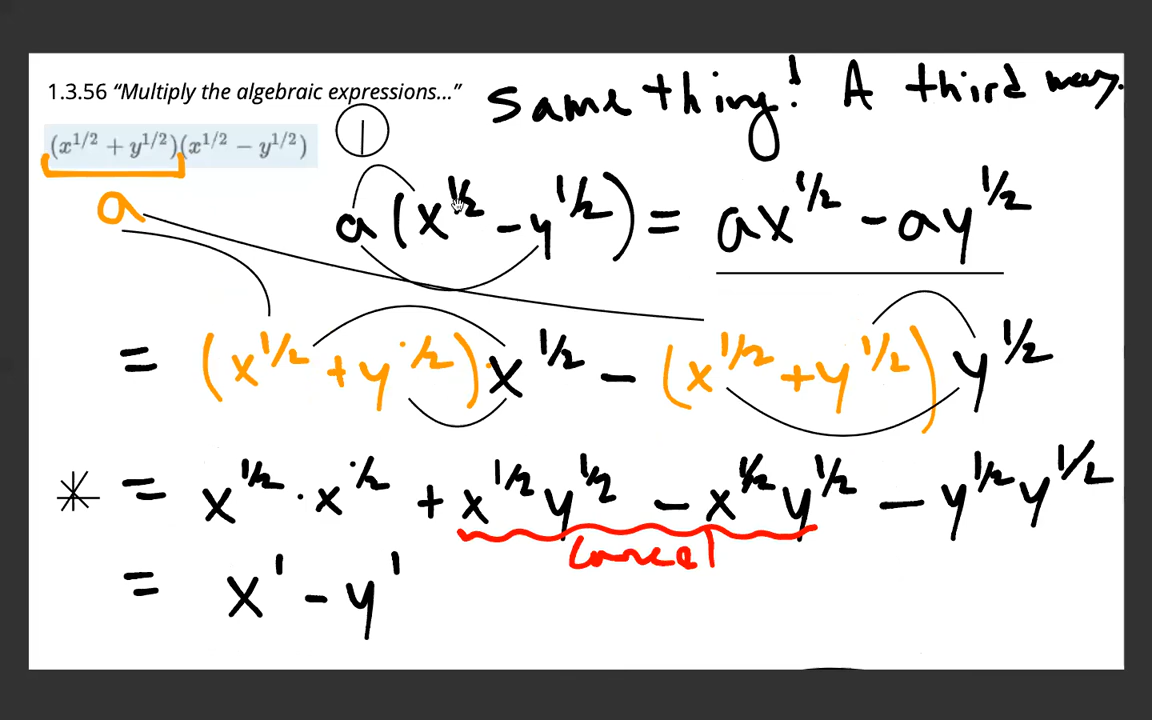 1.3.56 “Multiply the algebraic expressions…” same thing! A third way.
(x^{1/2} + y^{1/2})(x^{1/2} − y^{1/2})
1
a
a(x^{1/2} - y^{1/2}) = ax^{1/2} - ay^{1/2}
= (x^{1/2} + y^{1/2})x^{1/2} - (x^{1/2} + y^{1/2})y^{1/2}
* = x^{1/2} · x^{1/2} + x^{1/2}y^{1/2} - x^{1/2}y^{1/2} - y^{1/2}y^{1/2}
cancel
= x^1 - y^1